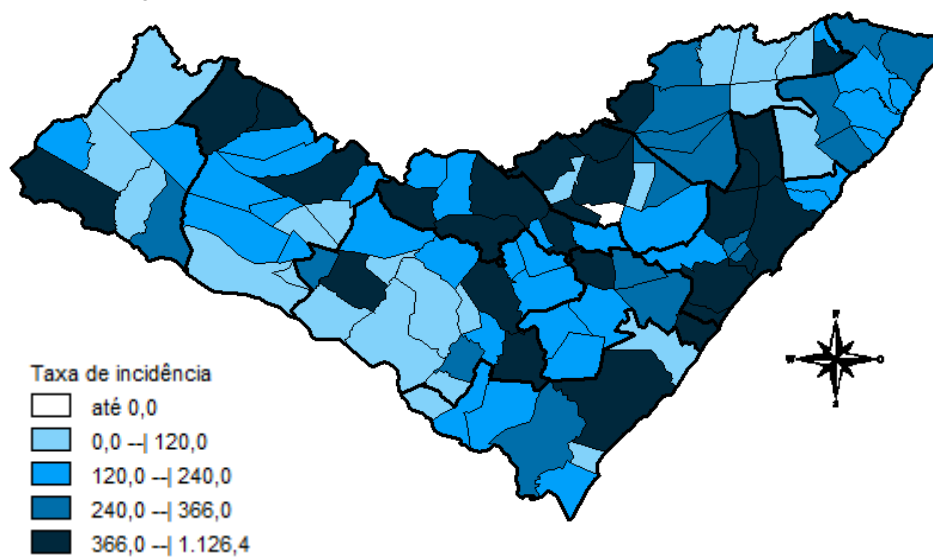 Taxa de incidência
até 0,0
0,0 --| 120,0
120,0 --| 240,0
240,0 --| 366,0
366,0 --| 1.126,4
W